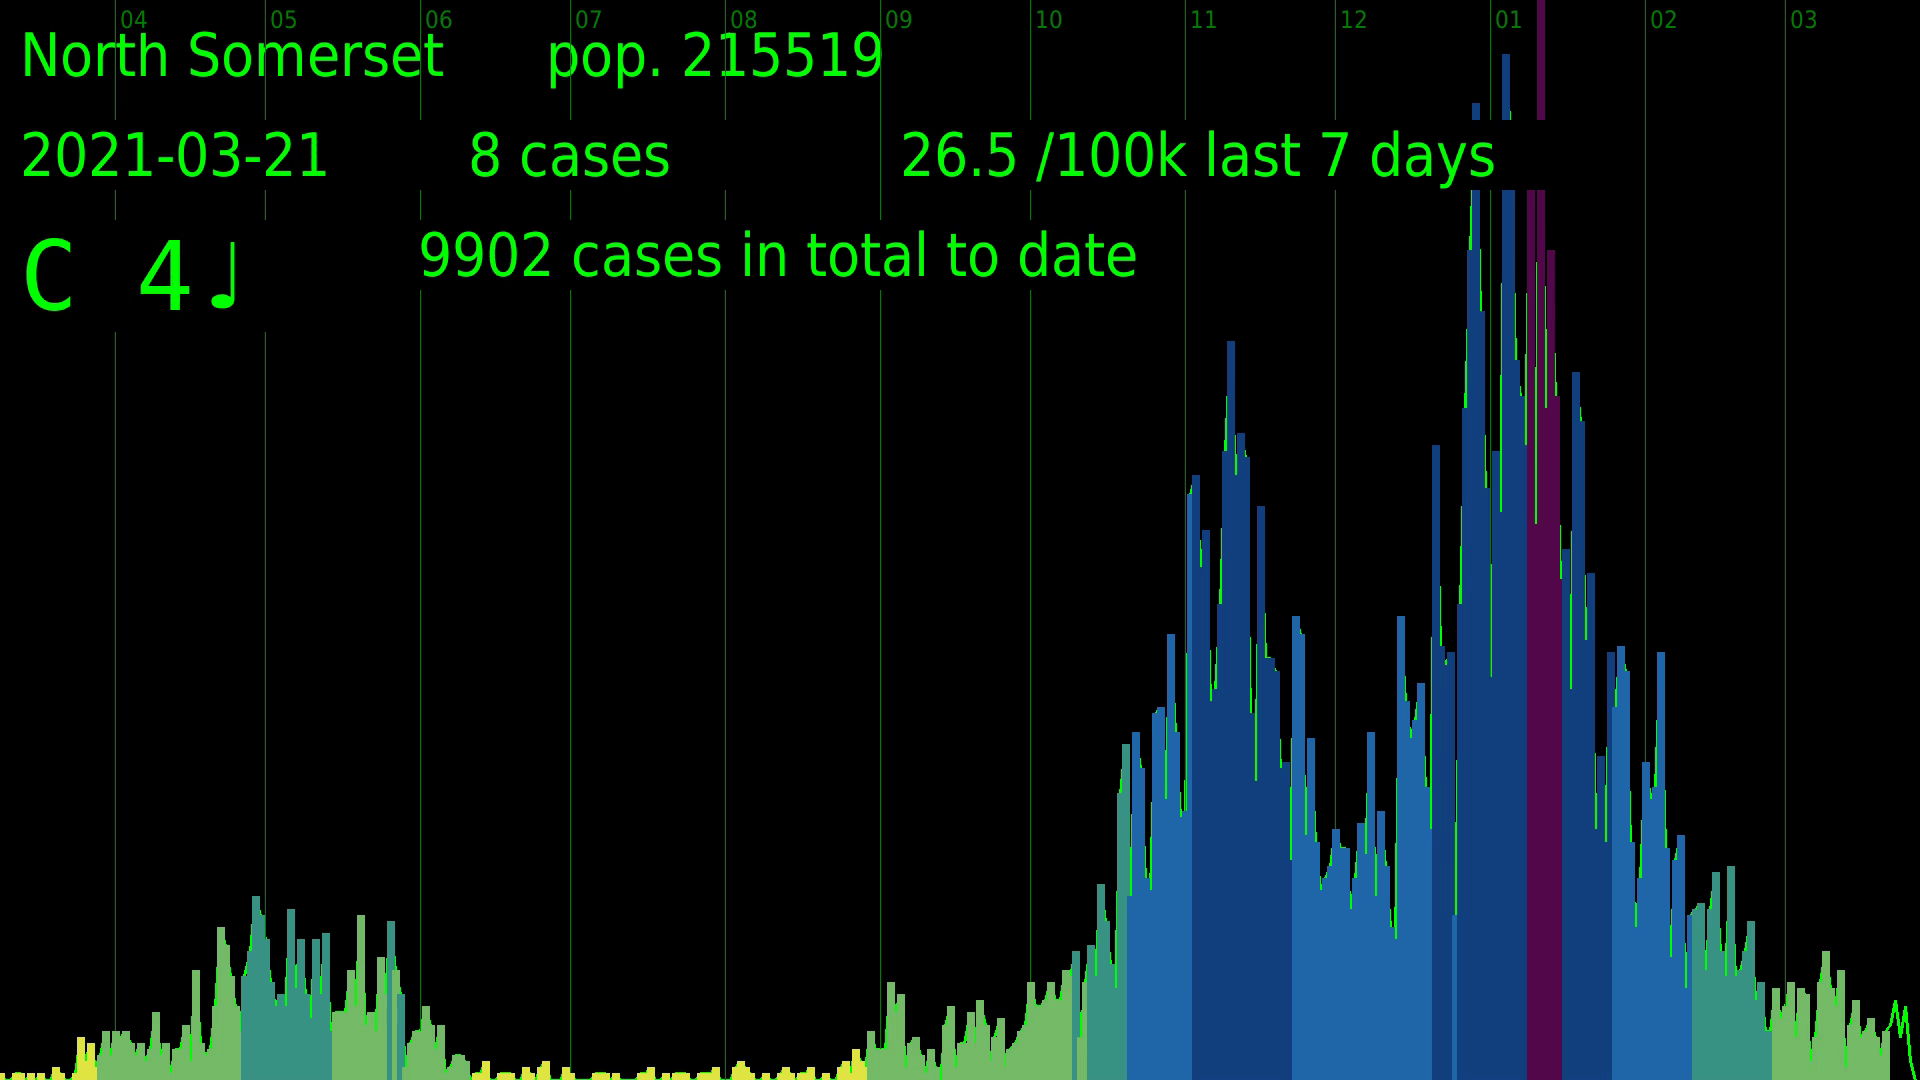 04 05 06 07 08 09 10 11 12 01 02 03
North Somerset pop. 215519
2021-03-21 8 cases 26.5 /100k last 7 days
C 4♩ 9902 cases in total to date